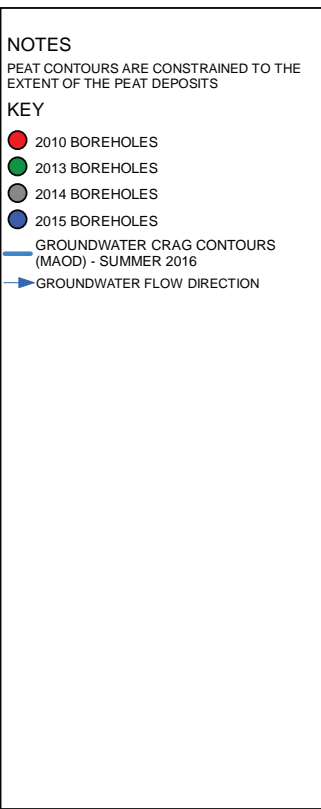 NOTES
PEAT CONTOURS ARE CONSTRAINED TO THE
EXTENT OF THE PEAT DEPOSITS
KEY
2010 BOREHOLES
2013 BOREHOLES
2014 BOREHOLES
2015 BOREHOLES
GROUNDWATER CRAG CONTOURS
(MAOD) - SUMMER 2016
GROUNDWATER FLOW DIRECTION